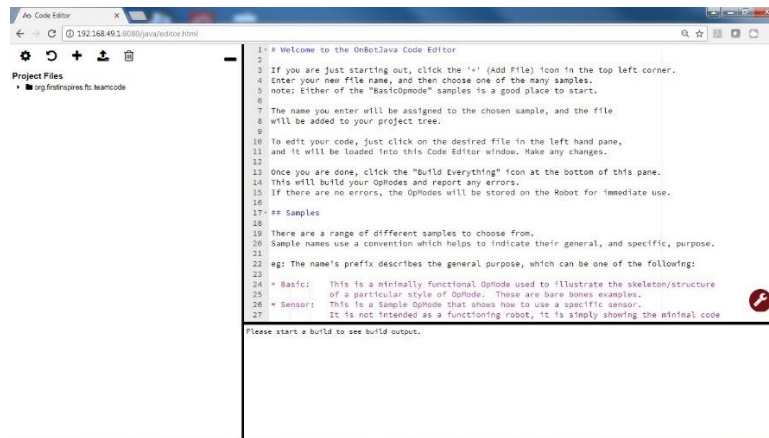 Code Editor
192.168.49.1:8080/java/editor.html
Project Files
org.firstinspires.ftc.teamcode
1 # Welcome to the OnBotJava Code Editor
2
3 If you are just starting out, click the '+' (Add File) icon in the top left corner.
4 Enter your new file name, and then choose one of the many samples.
5 note: Either of the "BasicOpmode" samples is a good place to start.
6
7 The name you enter will be assigned to the chosen sample, and the file
8 will be added to your project tree.
9
10 To edit your code, just click on the desired file in the left hand pane,
11 and it will be loaded into this Code Editor window. Make any changes.
12
13 Once you are done, click the "Build Everything" icon at the bottom of this pane.
14 This will build your OpModes and report any errors.
15 If there are no errors, the OpModes will be stored on the Robot for immediate use.
16
17 ## Samples
18
19 There are a range of different samples to choose from.
20 Sample names use a convention which helps to indicate their general, and specific, purpose.
21
22 eg: The name's prefix describes the general purpose, which can be one of the following:
23
24 * Basic: This is a minimally functional OpMode used to illustrate the skeleton/structure
25 of a particular style of OpMode. These are bare bones examples.
26 * Sensor: This is a Sample OpMode that shows how to use a specific sensor.
27 It is not intended as a functioning robot, it is simply showing the minimal code
Please start a build to see build output.